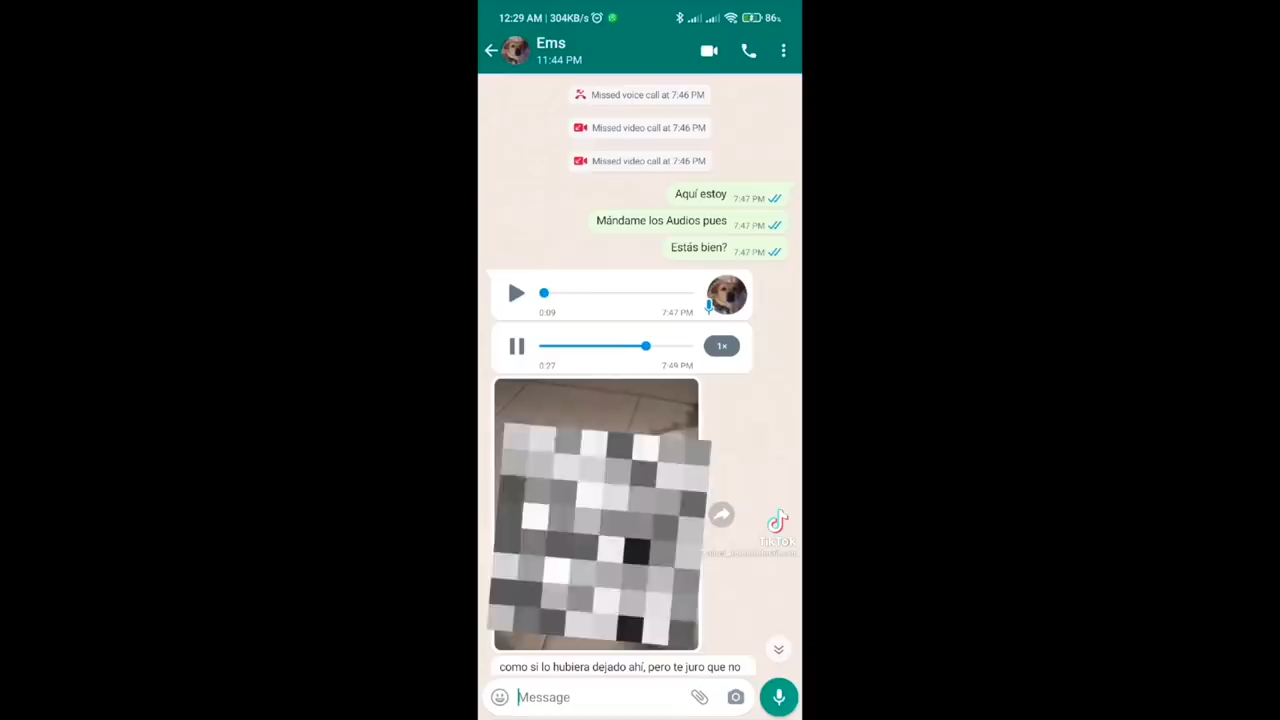 12:29 AM | 304KB/s
86%
Ems
11:44 PM
Missed voice call at 7:46 PM
Missed video call at 7:46 PM
Missed video call at 7:46 PM
Aquí estoy 7:47 PM
Mándame los Audios pues 7:47 PM
Estás bien? 7:47 PM
0:09 7:47 PM
1×
0:27 7:49 PM
TikTok
como si lo hubiera dejado ahí, pero te juro que no
Message